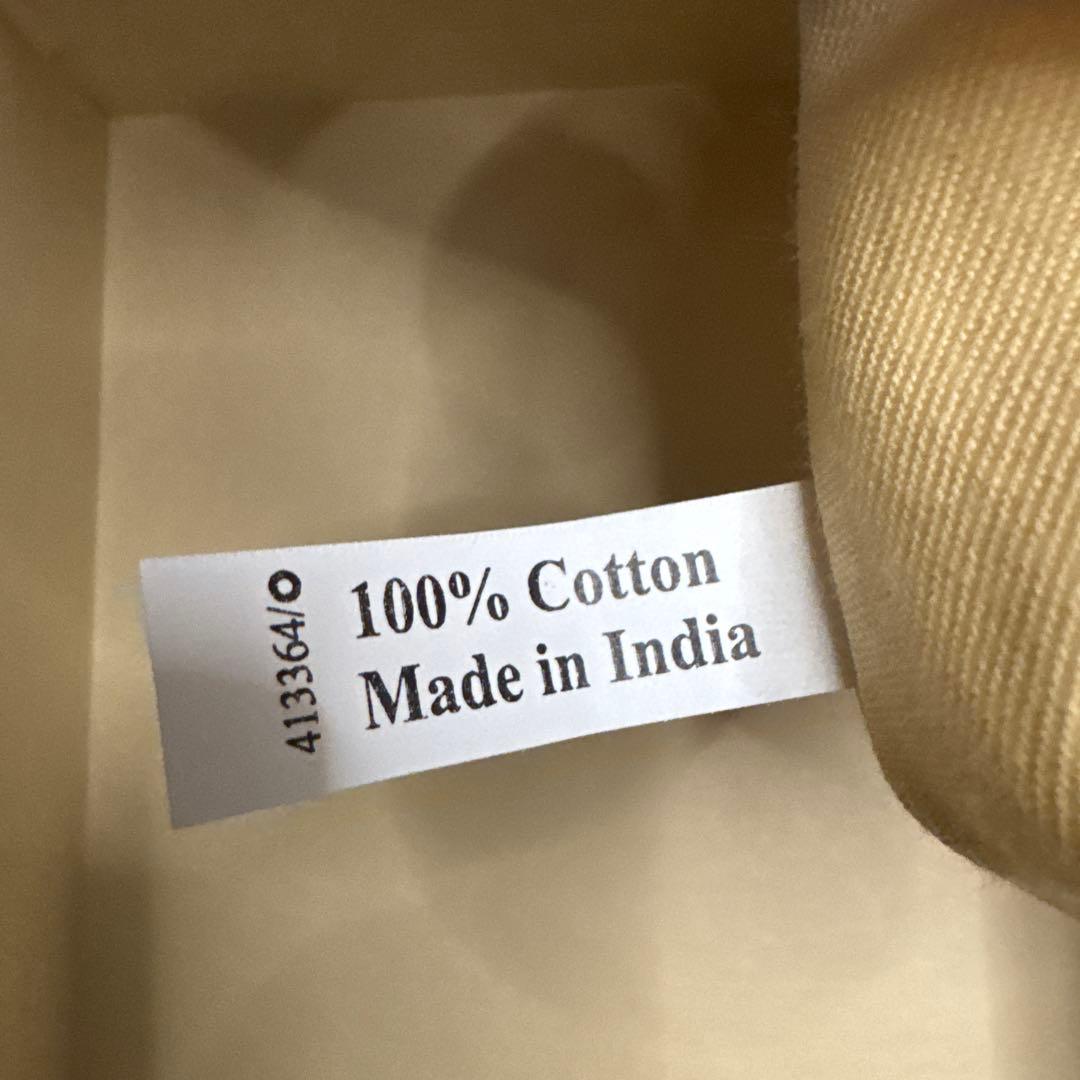 100% Cotton
Made in India
413364/O